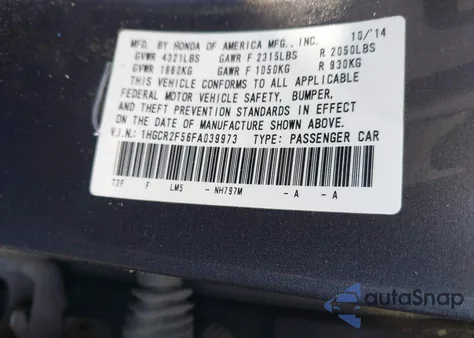 MFD. BY HONDA OF AMERICA MFG., INC. 10/14
GVWR 4321LBS GAWR F 2315LBS R 2050LBS
GVWR 1960KG GAWR F 1050KG R 930KG
THIS VEHICLE CONFORMS TO ALL APPLICABLE
FEDERAL MOTOR VEHICLE SAFETY, BUMPER,
AND THEFT PREVENTION STANDARDS IN EFFECT
ON THE DATE OF MANUFACTURE SHOWN ABOVE.
V.I.N.: 1HGCR2F56FA039973 TYPE: PASSENGER CAR
T2F F LM5 - NH797M - A - A
autoSnap